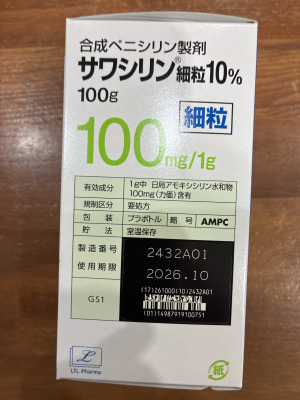 合成ペニシリン製剤
サワシリン®細粒10%
100g
細粒
100mg/1g
有効成分 1g中 日局アモキシシリン水和物
100mg(力価)含有
規制区分 要処方
包装 プラボトル 略号 AMPC
貯法 室温保存
製造番号 2432A01
使用期限 2026.10
(17)261000(10)2432A01
GS1
(01)14987919100751
L
LTL Pharma
紙